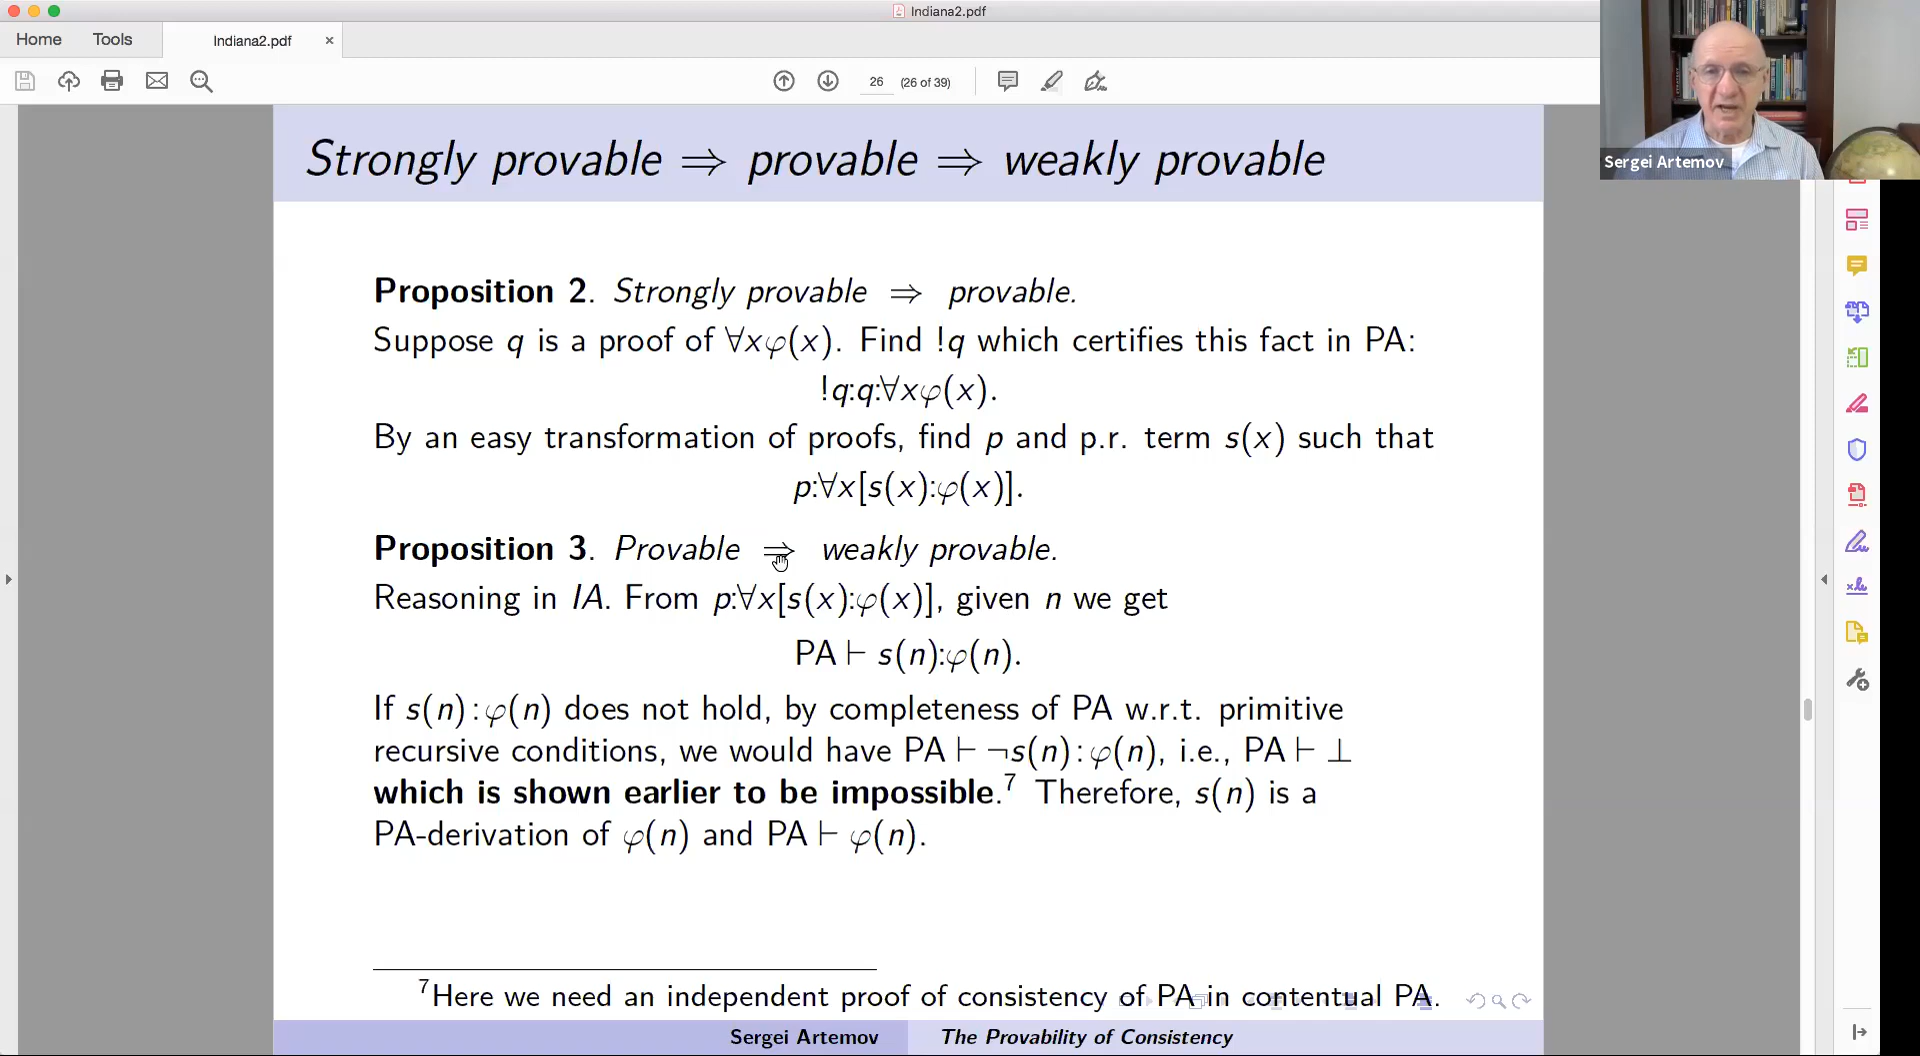 Indiana2.pdf
Home
Tools
Indiana2.pdf ×
26 (26 of 39)
Sergei Artemov
Strongly provable ⇒ provable ⇒ weakly provable
Proposition 2. Strongly provable ⇒ provable.
Suppose q is a proof of ∀xφ(x). Find !q which certifies this fact in PA:
!q:q:∀xφ(x).
By an easy transformation of proofs, find p and p.r. term s(x) such that
p:∀x[s(x):φ(x)].
Proposition 3. Provable ⇒ weakly provable.
Reasoning in IA. From p:∀x[s(x):φ(x)], given n we get
PA ⊢ s(n):φ(n).
If s(n):φ(n) does not hold, by completeness of PA w.r.t. primitive
recursive conditions, we would have PA ⊢ ¬s(n):φ(n), i.e., PA ⊢ ⊥
which is shown earlier to be impossible.⁷ Therefore, s(n) is a
PA-derivation of φ(n) and PA ⊢ φ(n).
⁷Here we need an independent proof of consistency of PA in contentual PA.
Sergei Artemov
The Provability of Consistency